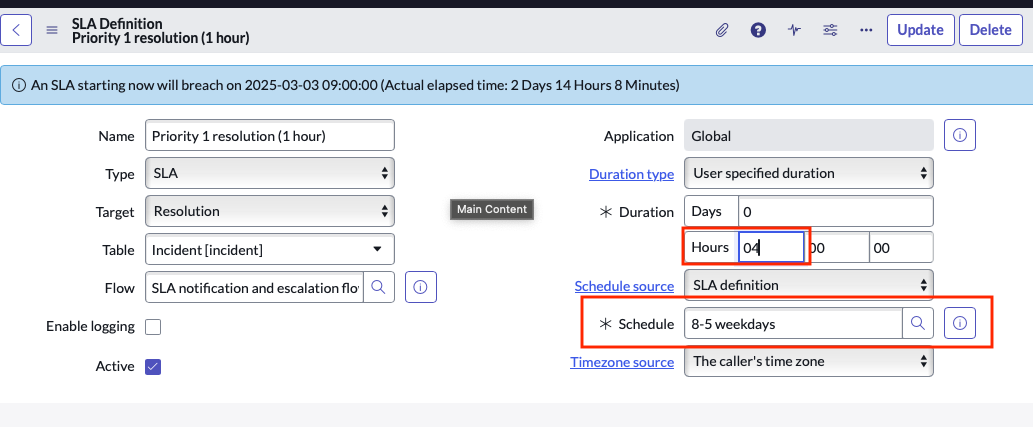 SLA Definition
Priority 1 resolution (1 hour)
Update
Delete
An SLA starting now will breach on 2025-03-03 09:00:00 (Actual elapsed time: 2 Days 14 Hours 8 Minutes)
Name Priority 1 resolution (1 hour)
Type SLA
Target Resolution
Table Incident [incident]
Flow SLA notification and escalation flo
Enable logging
Active
Main Content
Application Global
Duration type User specified duration
* Duration Days 0
Hours 04 00 00
Schedule source SLA definition
* Schedule 8-5 weekdays
Timezone source The caller's time zone